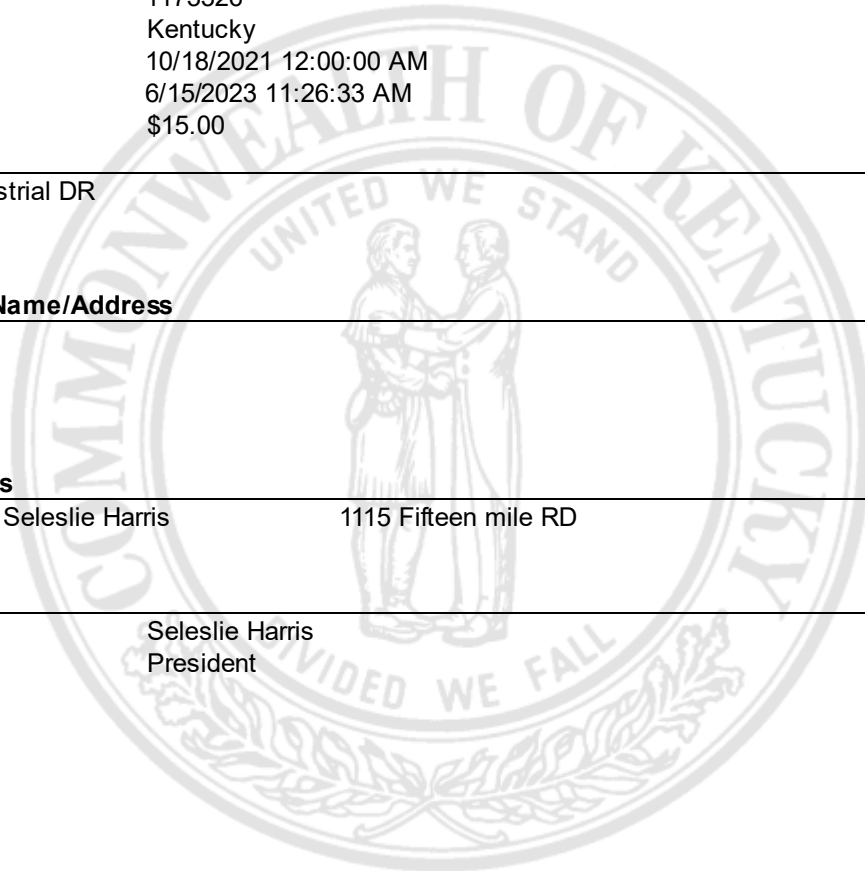 Kentucky
10/18/2021 12:00:00 AM
6/15/2023 11:26:33 AM
$15.00
strial DR
Name/Address
s
Seleslie Harris 1115 Fifteen mile RD
Seleslie Harris
President
COMMONWEALTH OF KENTUCKY
UNITED WE STAND
DIVIDED WE FALL